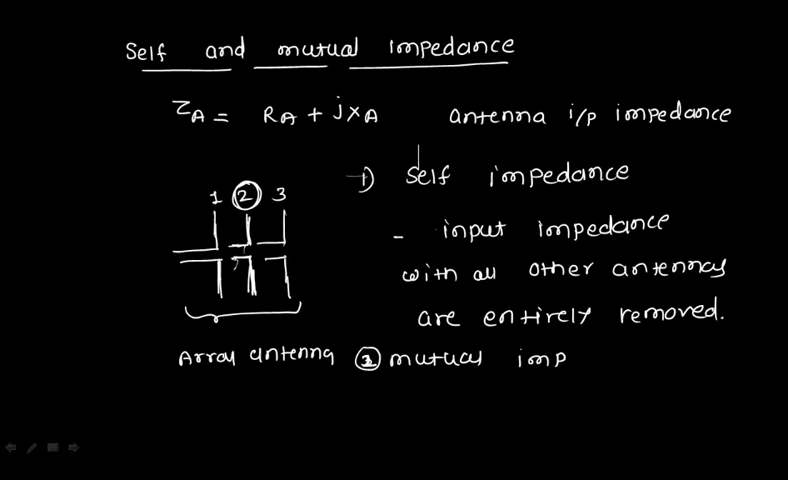 Self and mutual impedance
ZA = RA + jXA antenna i/p impedance
1) Self impedance
1 2 3
- input impedance
with all other antennas
are entirely removed.
Array antenna 2 mutual imp